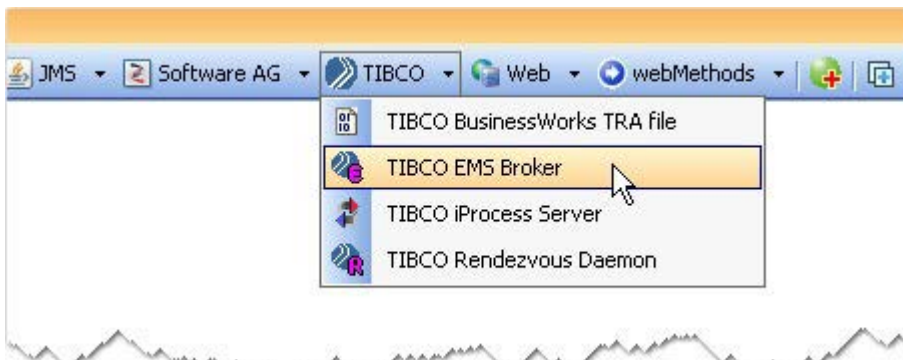 JMS Software AG TIBCO Web webMethods
TIBCO BusinessWorks TRA file
TIBCO EMS Broker
TIBCO iProcess Server
TIBCO Rendezvous Daemon